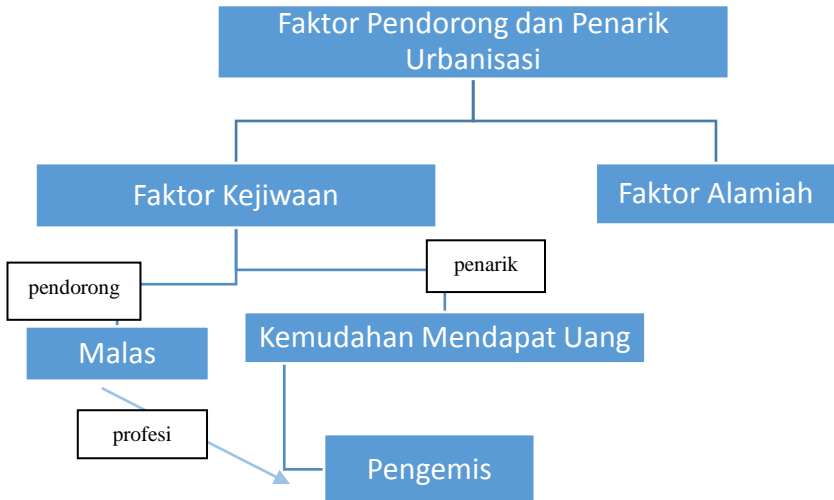 Faktor Pendorong dan Penarik
Urbanisasi
Faktor Kejiwaan
Faktor Alamiah
pendorong
penarik
Malas
Kemudahan Mendapat Uang
profesi
Pengemis